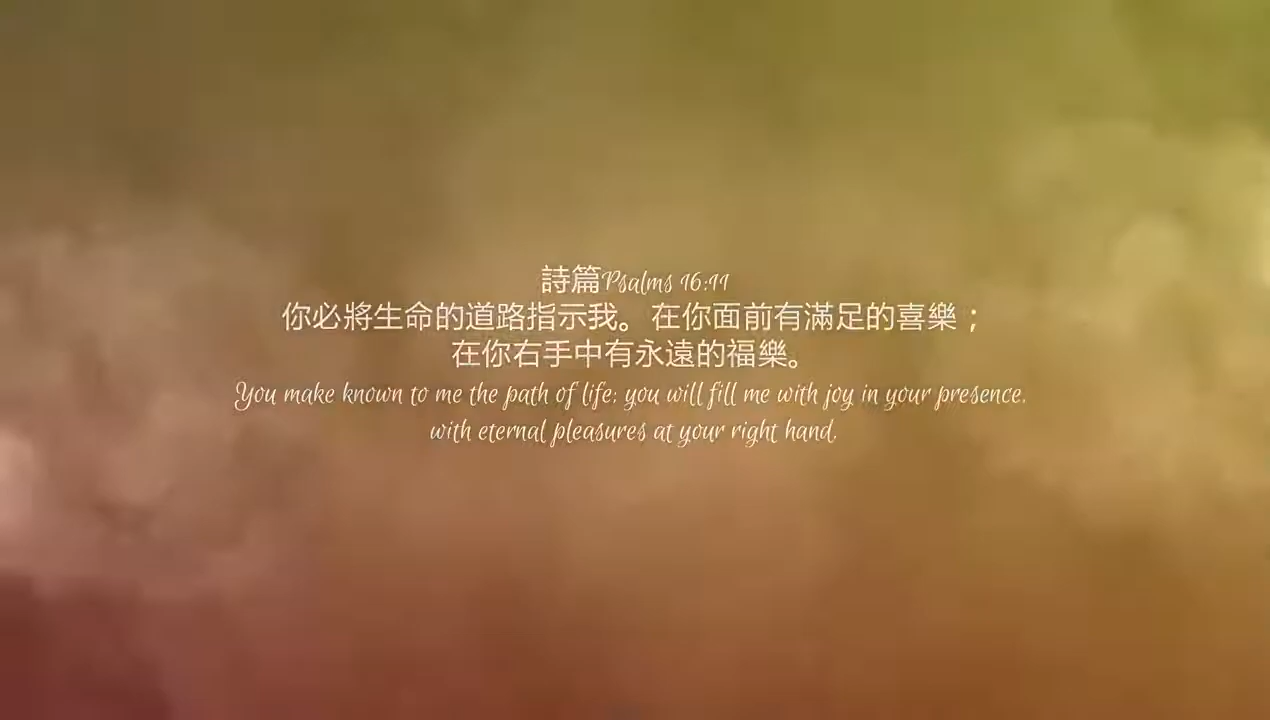 詩篇Psalms 16:11
你必將生命的道路指示我。 在你面前有滿足的喜樂；
在你右手中有永遠的福樂。
You make known to me the path of life; you will fill me with joy in your presence,
with eternal pleasures at your right hand.